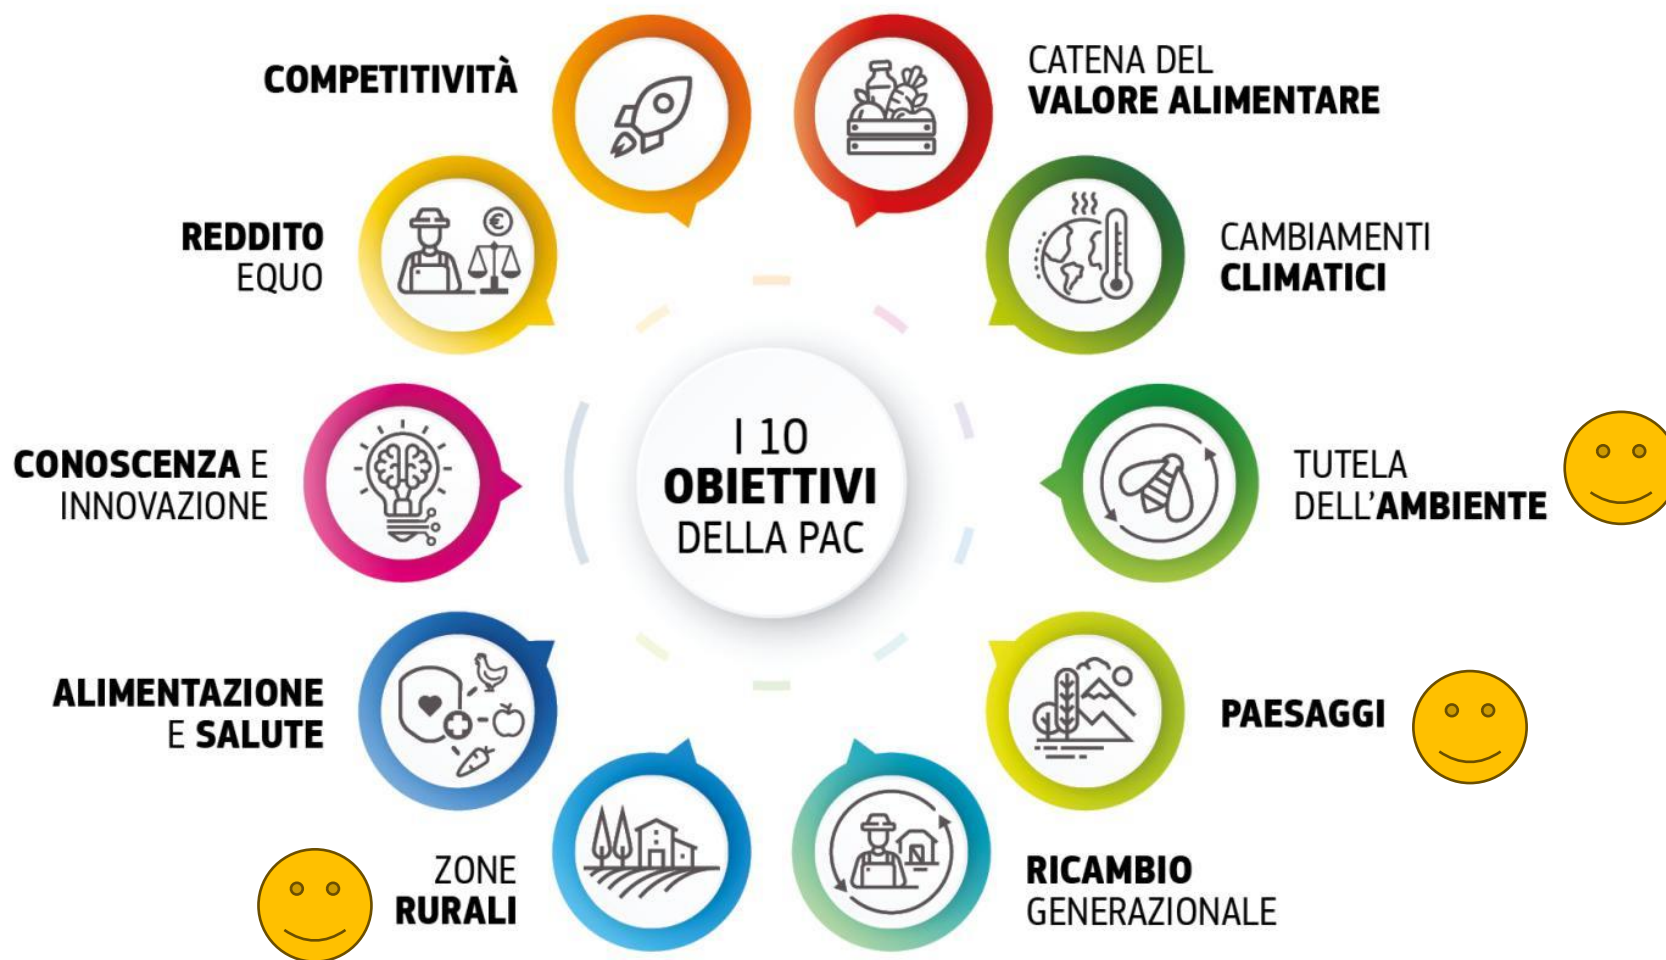 COMPETITIVITÀ
CATENA DEL
VALORE ALIMENTARE
REDDITO
EQUO
CAMBIAMENTI
CLIMATICI
CONOSCENZA E
INNOVAZIONE
I 10
OBIETTIVI
DELLA PAC
TUTELA
DELL'AMBIENTE
ALIMENTAZIONE
E SALUTE
PAESAGGI
ZONE
RURALI
RICAMBIO
GENERAZIONALE